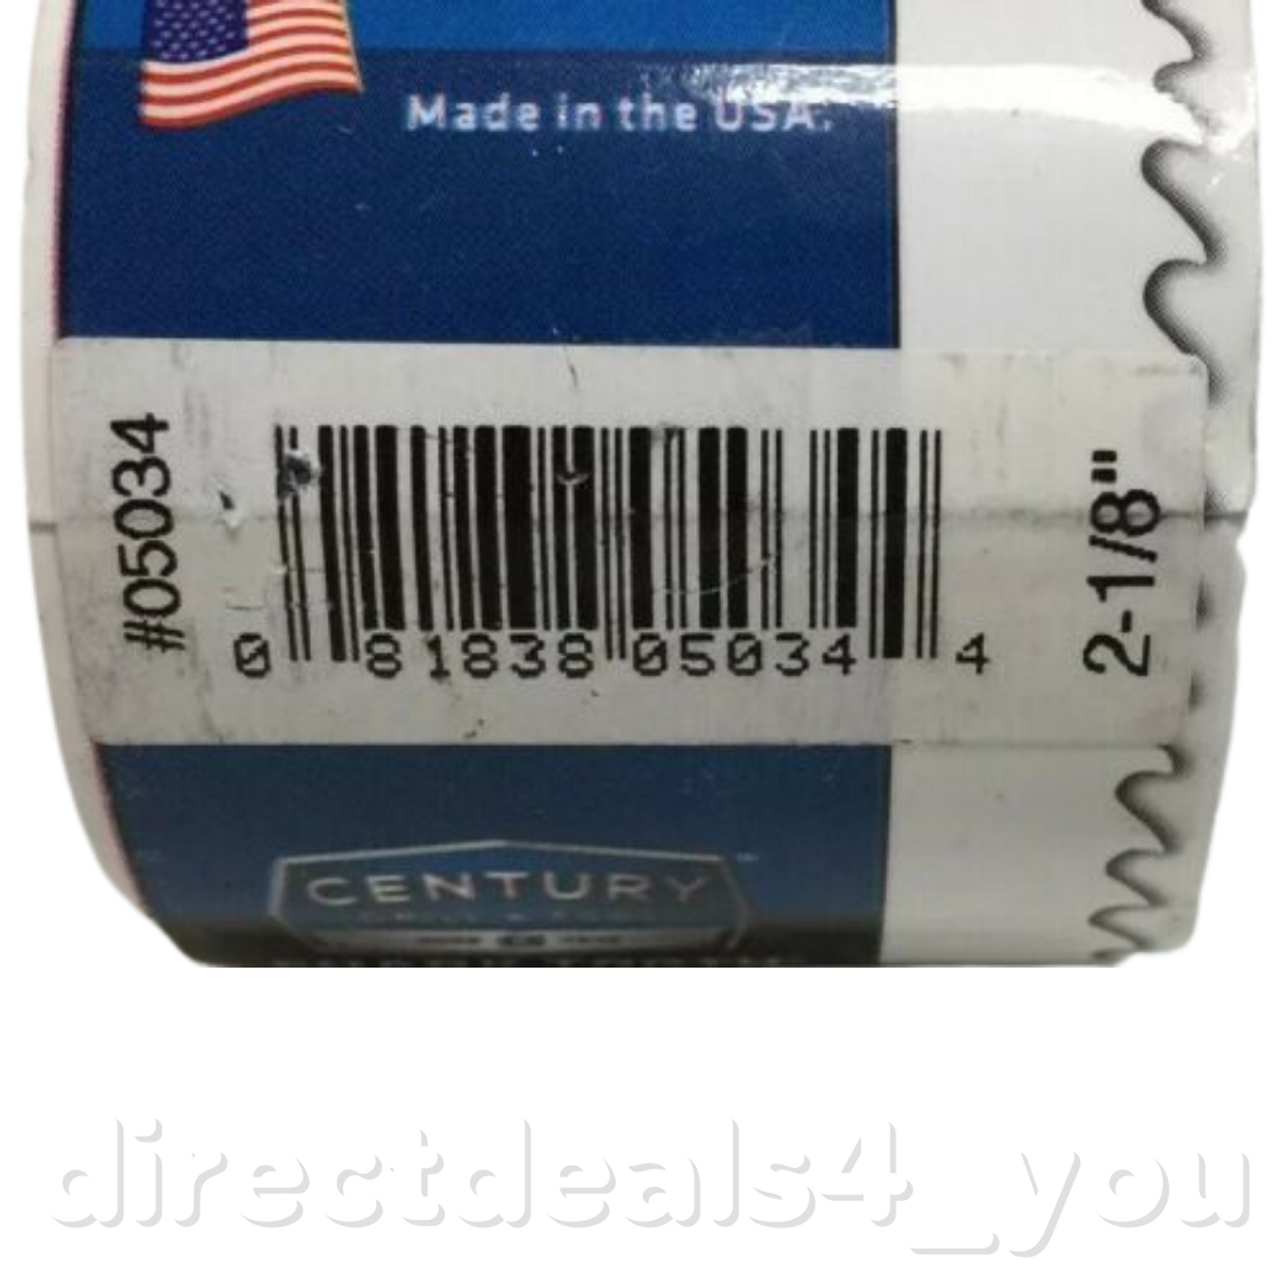 Made in the USA.
#05034
0 81838 05034 4
2-1/8"
CENTURY
directdeals4_you